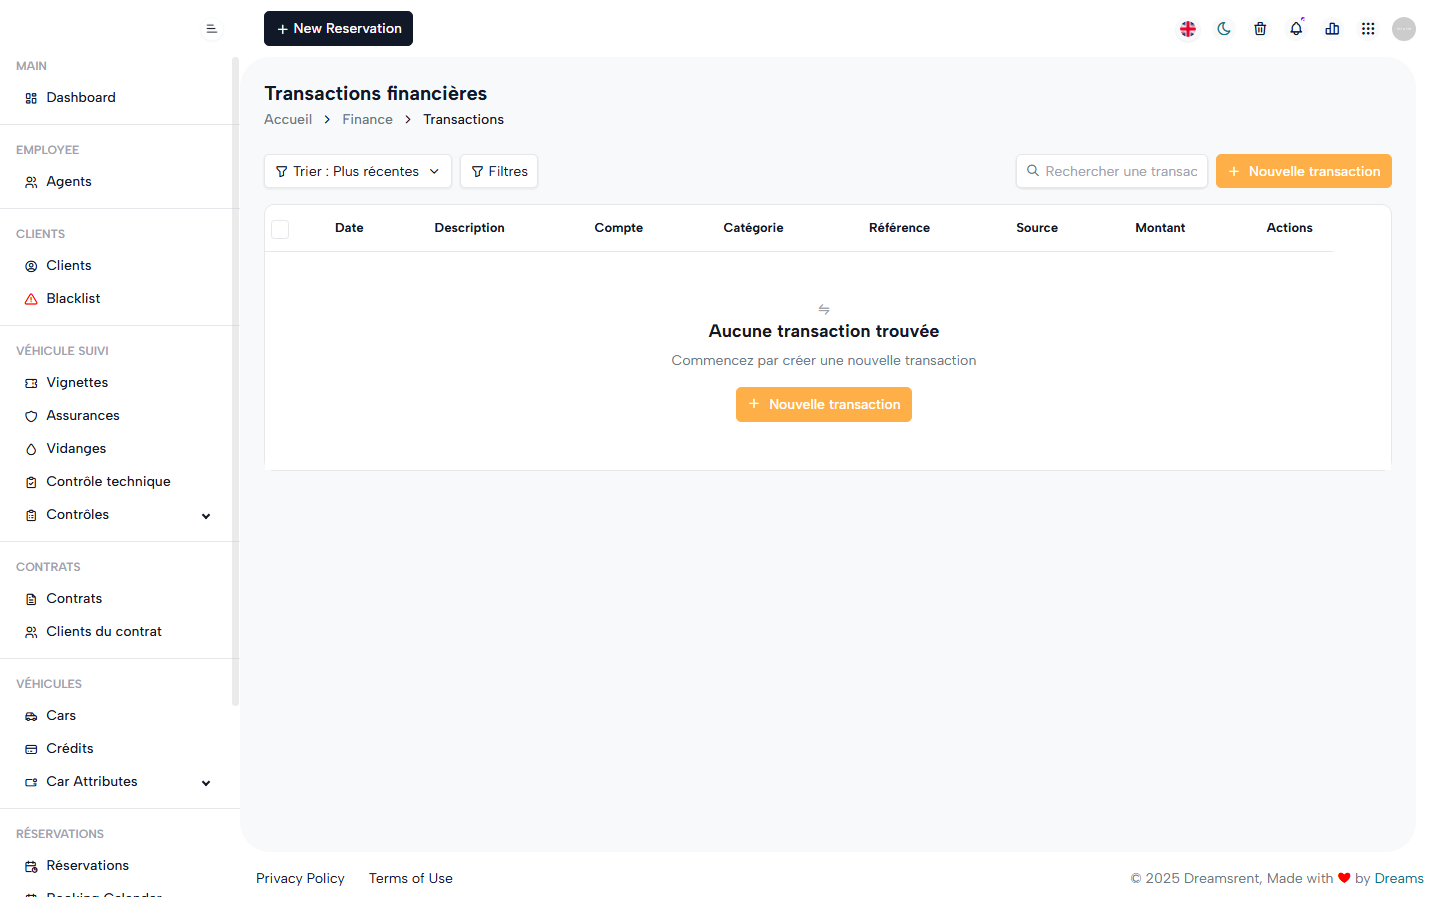 New Reservation
MAIN
Dashboard
EMPLOYEE
Agents
CLIENTS
Clients
Blacklist
VÉHICULE SUIVI
Vignettes
Assurances
Vidanges
Contrôle technique
Contrôles
CONTRATS
Contrats
Clients du contrat
VÉHICULES
Cars
Crédits
Car Attributes
RÉSERVATIONS
Réservations
Booking Calendar
Transactions financières
Accueil > Finance > Transactions
Trier : Plus récentes
Filtres
Rechercher une transac
Nouvelle transaction
Date Description Compte Catégorie Référence Source Montant Actions
Aucune transaction trouvée
Commencez par créer une nouvelle transaction
Nouvelle transaction
Privacy Policy Terms of Use
© 2025 Dreamsrent, Made with ❤ by Dreams